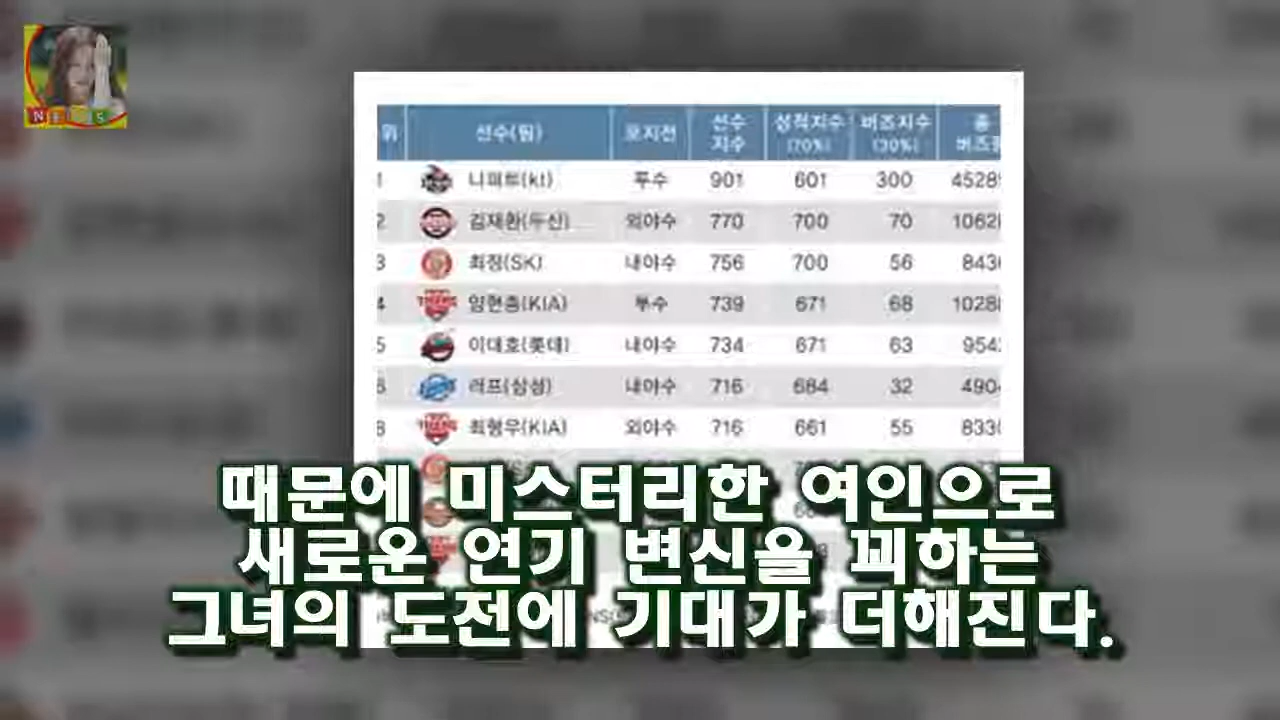 NEWS
위 선수(팀) 포지션 선수지수 성적지수(70%) 버즈지수(30%) 총
1 니퍼트(kt) 투수 901 601 300
2 김재환(두산) 외야수 770 700 70
3 최정(SK) 내야수 756 700 56
4 양현종(KIA) 투수 739 671 68
5 이대호(롯데) 내야수 734 671 63
6 러프(삼성) 내야수 716 684 32
8 최형우(KIA) 외야수 716 661 55
때문에 미스터리한 여인으로
새로운 연기 변신을 꾀하는
그녀의 도전에 기대가 더해진다.